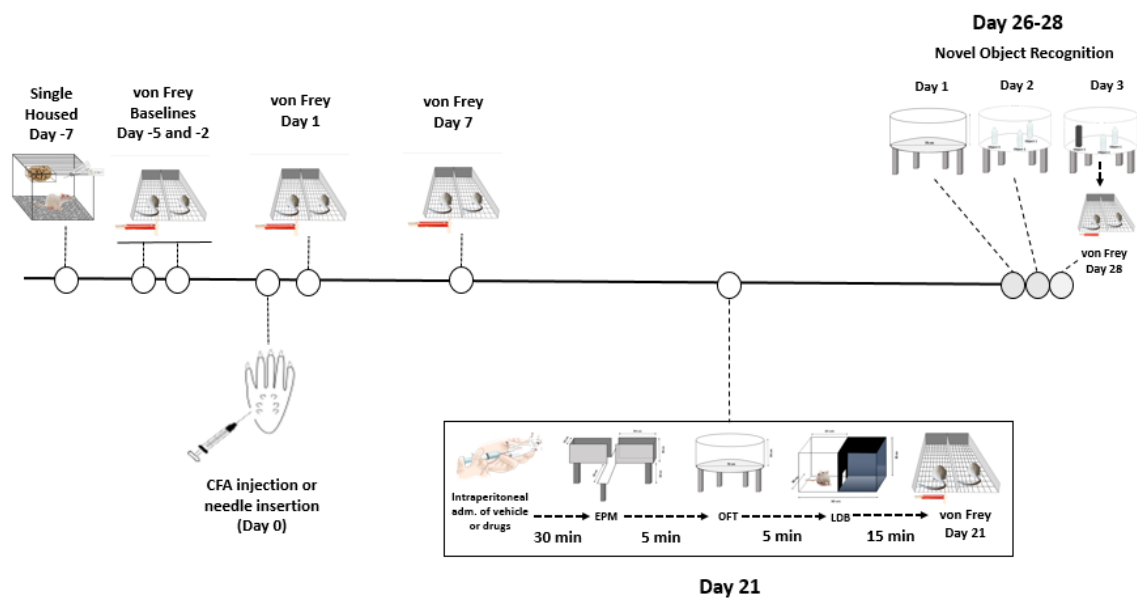 Day 26-28
Novel Object Recognition
Day 1
Day 2
Day 3
Single
Housed
Day -7
von Frey
Baselines
Day -5 and -2
von Frey
Day 1
von Frey
Day 7
von Frey
Day 28
CFA injection or
needle insertion
(Day 0)
Intraperitoneal
adm. of vehicle
or drugs
EPM
OFT
LDB
von Frey
Day 21
30 min
5 min
5 min
15 min
Day 21